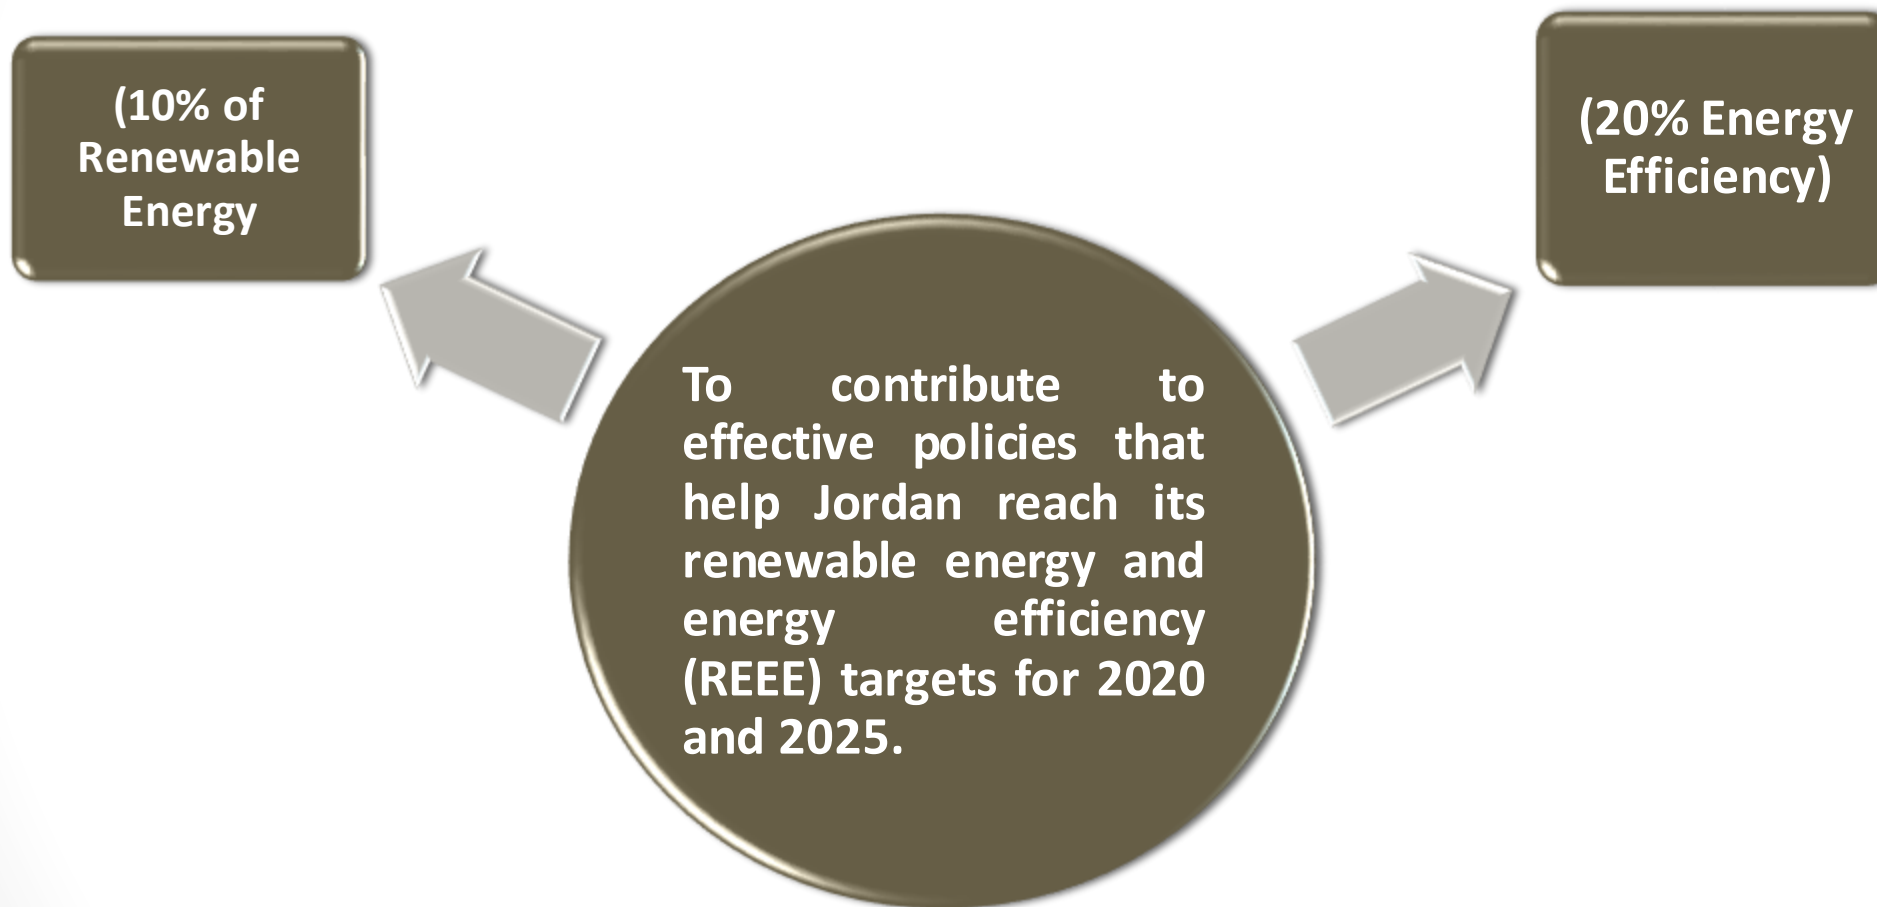 (10% of
Renewable
Energy
(20% Energy
Efficiency)
To contribute to
effective policies that
help Jordan reach its
renewable energy and
energy efficiency
(REEE) targets for 2020
and 2025.